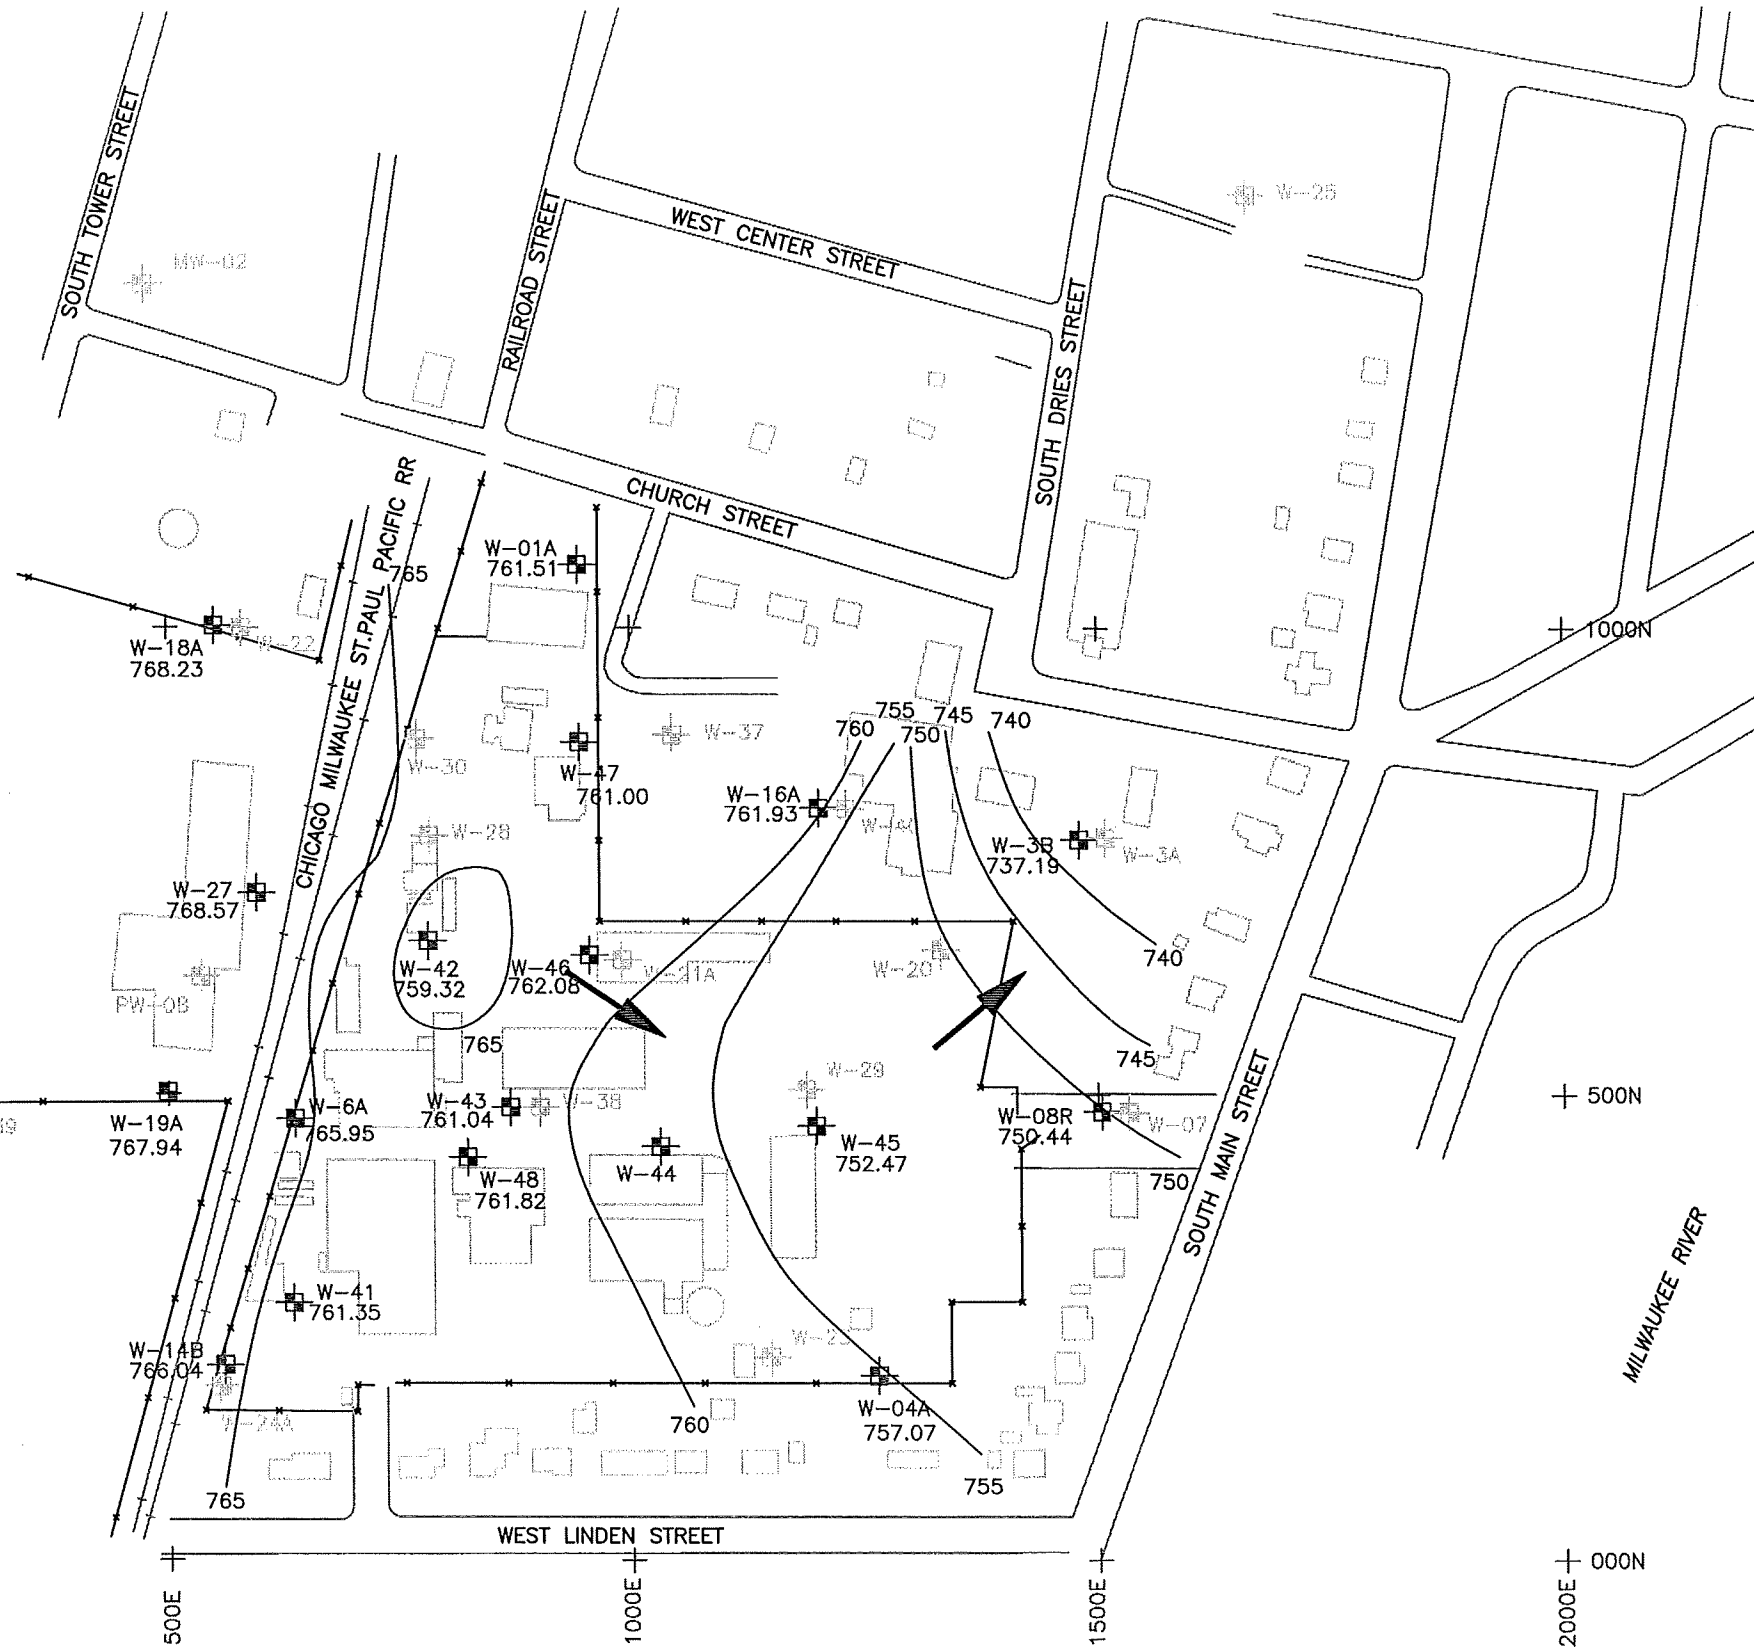 SOUTH TOWER STREET
MW-02
RAILROAD STREET
WEST CENTER STREET
W-25
SOUTH DRIES STREET
CHICAGO MILWAUKEE ST.PAUL PACIFIC RR
CHURCH STREET
765
W-01A
761.51
W-18A
768.23
W-22
1000N
755
745
740
760
750
W-37
W-30
W-47
761.00
W-16A
761.93
W-28
W-3B
737.19
W-3A
W-27
768.57
740
W-42
759.32
W-46
762.08
W-21A
W-20
PW-08
765
745
W-29
W-6A
765.95
W-43
761.04
W-38
W-19A
767.94
W-08R
750.44
W-07
500N
W-45
752.47
W-44
W-48
761.82
750
SOUTH MAIN STREET
MILWAUKEE RIVER
W-41
761.35
W-14B
766.04
W-24A
760
W-04A
757.07
755
765
WEST LINDEN STREET
000N
500E
1000E
1500E
2000E